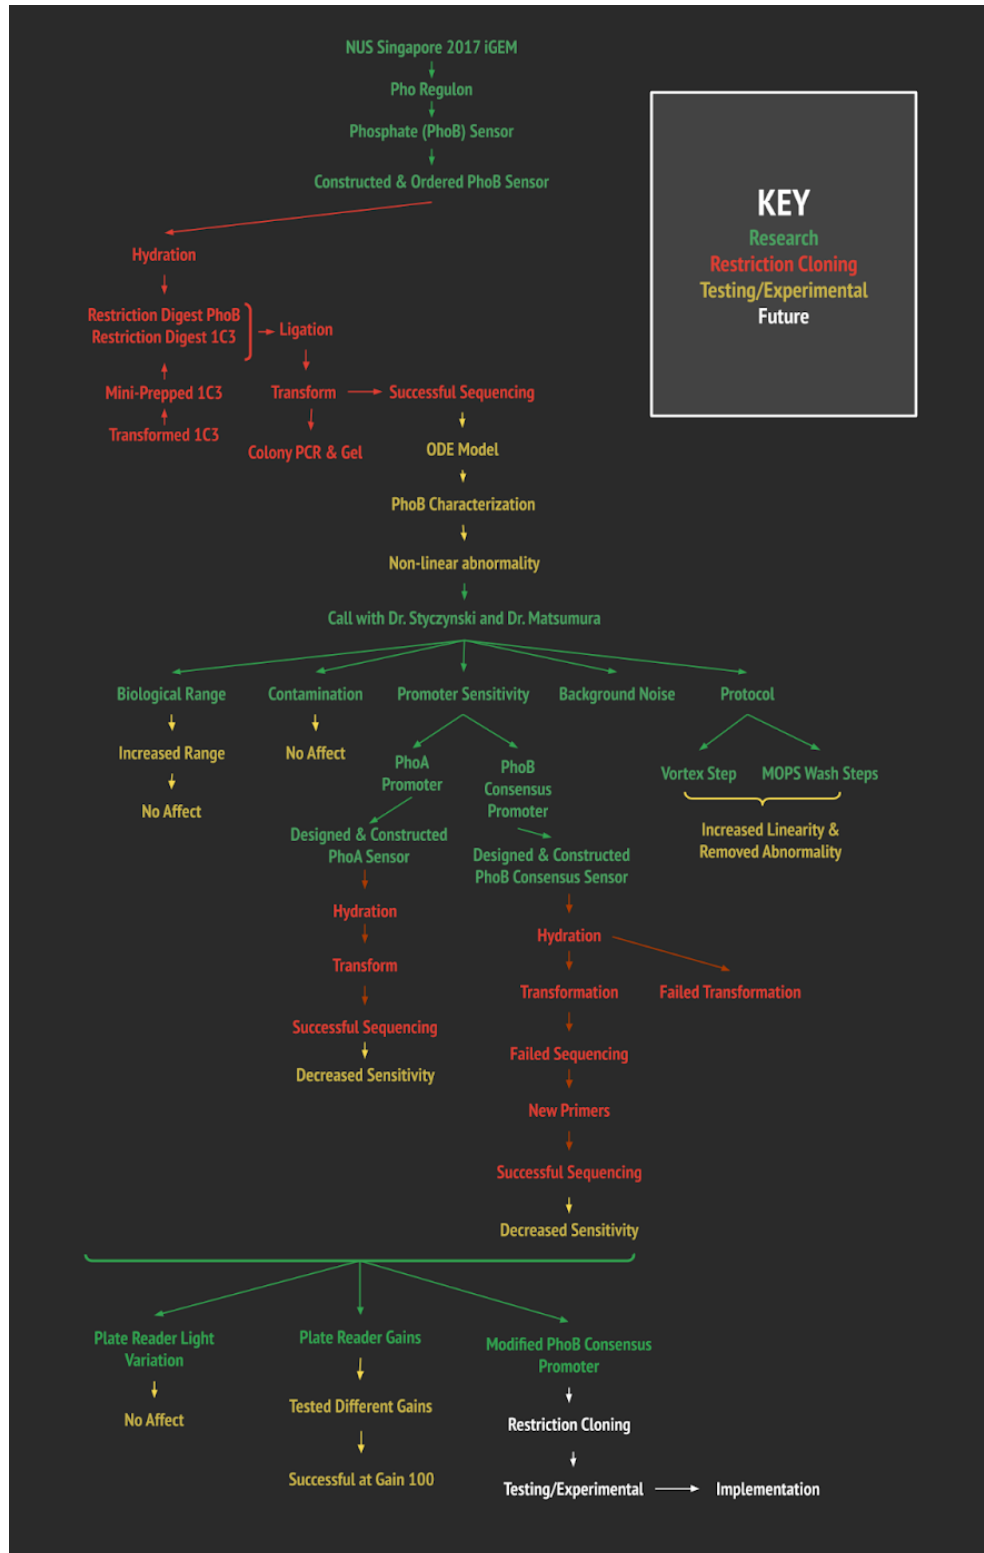 NUS Singapore 2017 iGEM
Pho Regulon
Phosphate (PhoB) Sensor
Constructed & Ordered PhoB Sensor
KEY
Research
Restriction Cloning
Testing/Experimental
Future
Hydration
Restriction Digest PhoB
Restriction Digest 1C3
Ligation
Mini-Prepped 1C3
Transformed 1C3
Transform
Successful Sequencing
Colony PCR & Gel
ODE Model
PhoB Characterization
Non-linear abnormality
Call with Dr. Styczynski and Dr. Matsumura
Biological Range
Contamination
Promoter Sensitivity
Background Noise
Protocol
Increased Range
No Affect
No Affect
PhoA
Promoter
PhoB
Consensus
Promoter
Vortex Step
MOPS Wash Steps
Increased Linearity &
Removed Abnormality
Designed & Constructed
PhoA Sensor
Designed & Constructed
PhoB Consensus Sensor
Hydration
Transform
Successful Sequencing
Decreased Sensitivity
Hydration
Transformation
Failed Transformation
Failed Sequencing
New Primers
Successful Sequencing
Decreased Sensitivity
Plate Reader Light
Variation
No Affect
Plate Reader Gains
Tested Different Gains
Successful at Gain 100
Modified PhoB Consensus
Promoter
Restriction Cloning
Testing/Experimental
Implementation